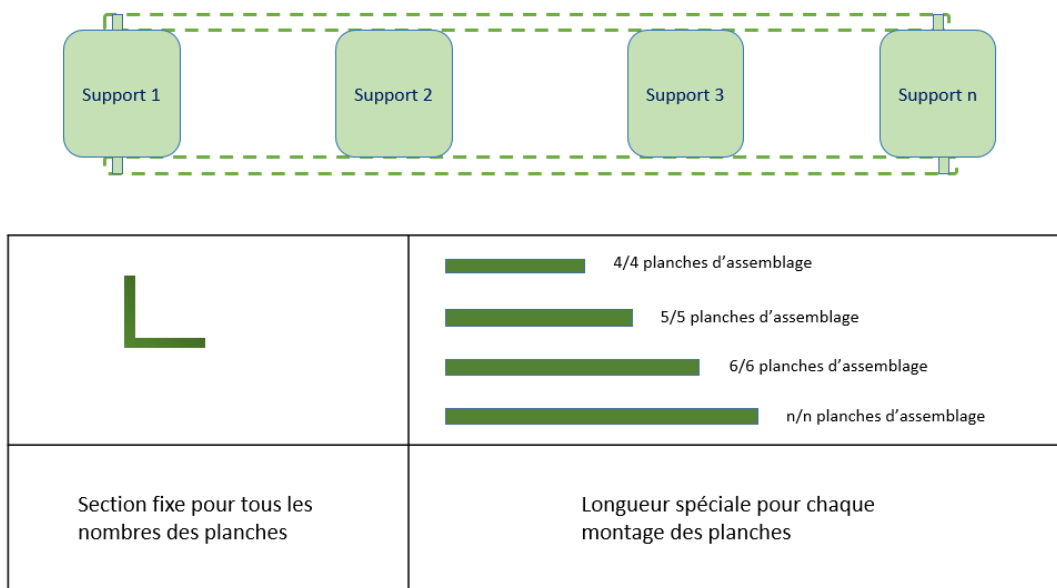 Support 1
Support 2
Support 3
Support n
4/4 planches d'assemblage
5/5 planches d'assemblage
6/6 planches d'assemblage
n/n planches d'assemblage
Section fixe pour tous les
nombres des planches
Longueur spéciale pour chaque
montage des planches